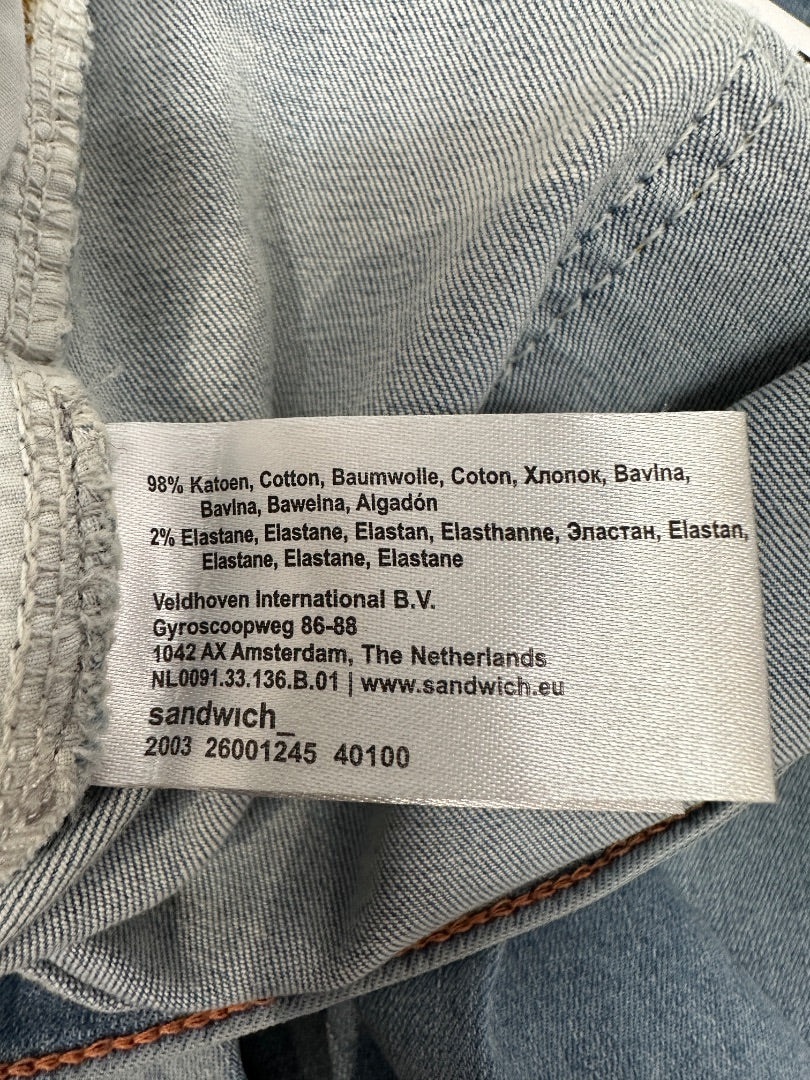 98% Katoen, Cotton, Baumwolle, Coton, Хлопок, Bavlna,
Bavlna, Bawelna, Algadón
2% Elastane, Elastane, Elastan, Elasthanne, Эластан, Elastan,
Elastane, Elastane, Elastane
Veldhoven International B.V.
Gyroscoopweg 86-88
1042 AX Amsterdam, The Netherlands
NL0091.33.136.B.01 | www.sandwich.eu
sandwich_
2003 26001245 40100